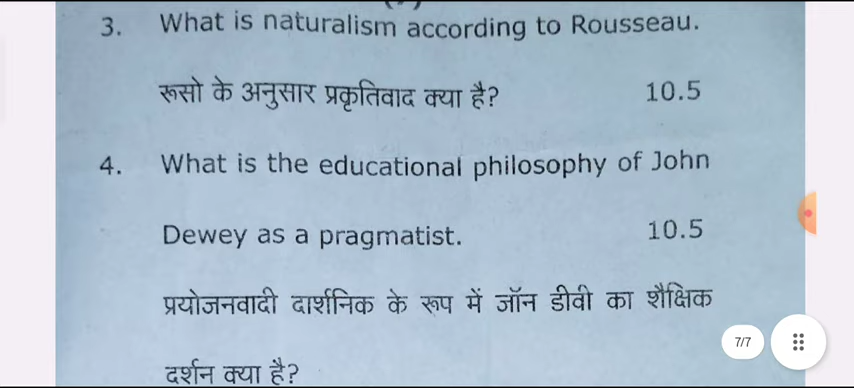 3. What is naturalism according to Rousseau.
रूसो के अनुसार प्रकृतिवाद क्या है? 10.5
4. What is the educational philosophy of John
Dewey as a pragmatist. 10.5
प्रयोजनवादी दार्शनिक के रूप में जॉन डीवी का शैक्षिक
दर्शन क्या है?
7/7